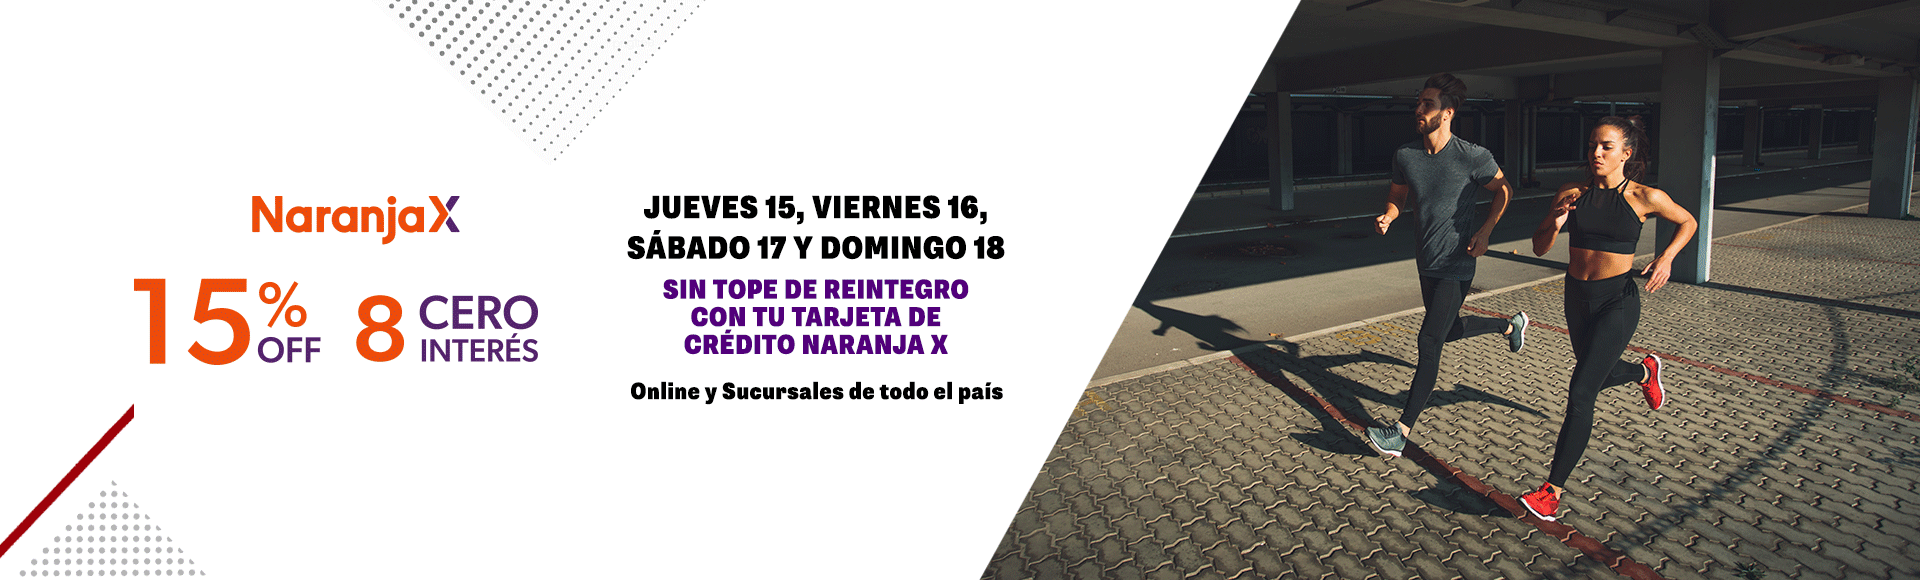 NaranjaX
15% OFF
8 CERO INTERÉS
JUEVES 15, VIERNES 16,
SÁBADO 17 Y DOMINGO 18
SIN TOPE DE REINTEGRO
CON TU TARJETA DE
CRÉDITO NARANJA X
Online y Sucursales de todo el país